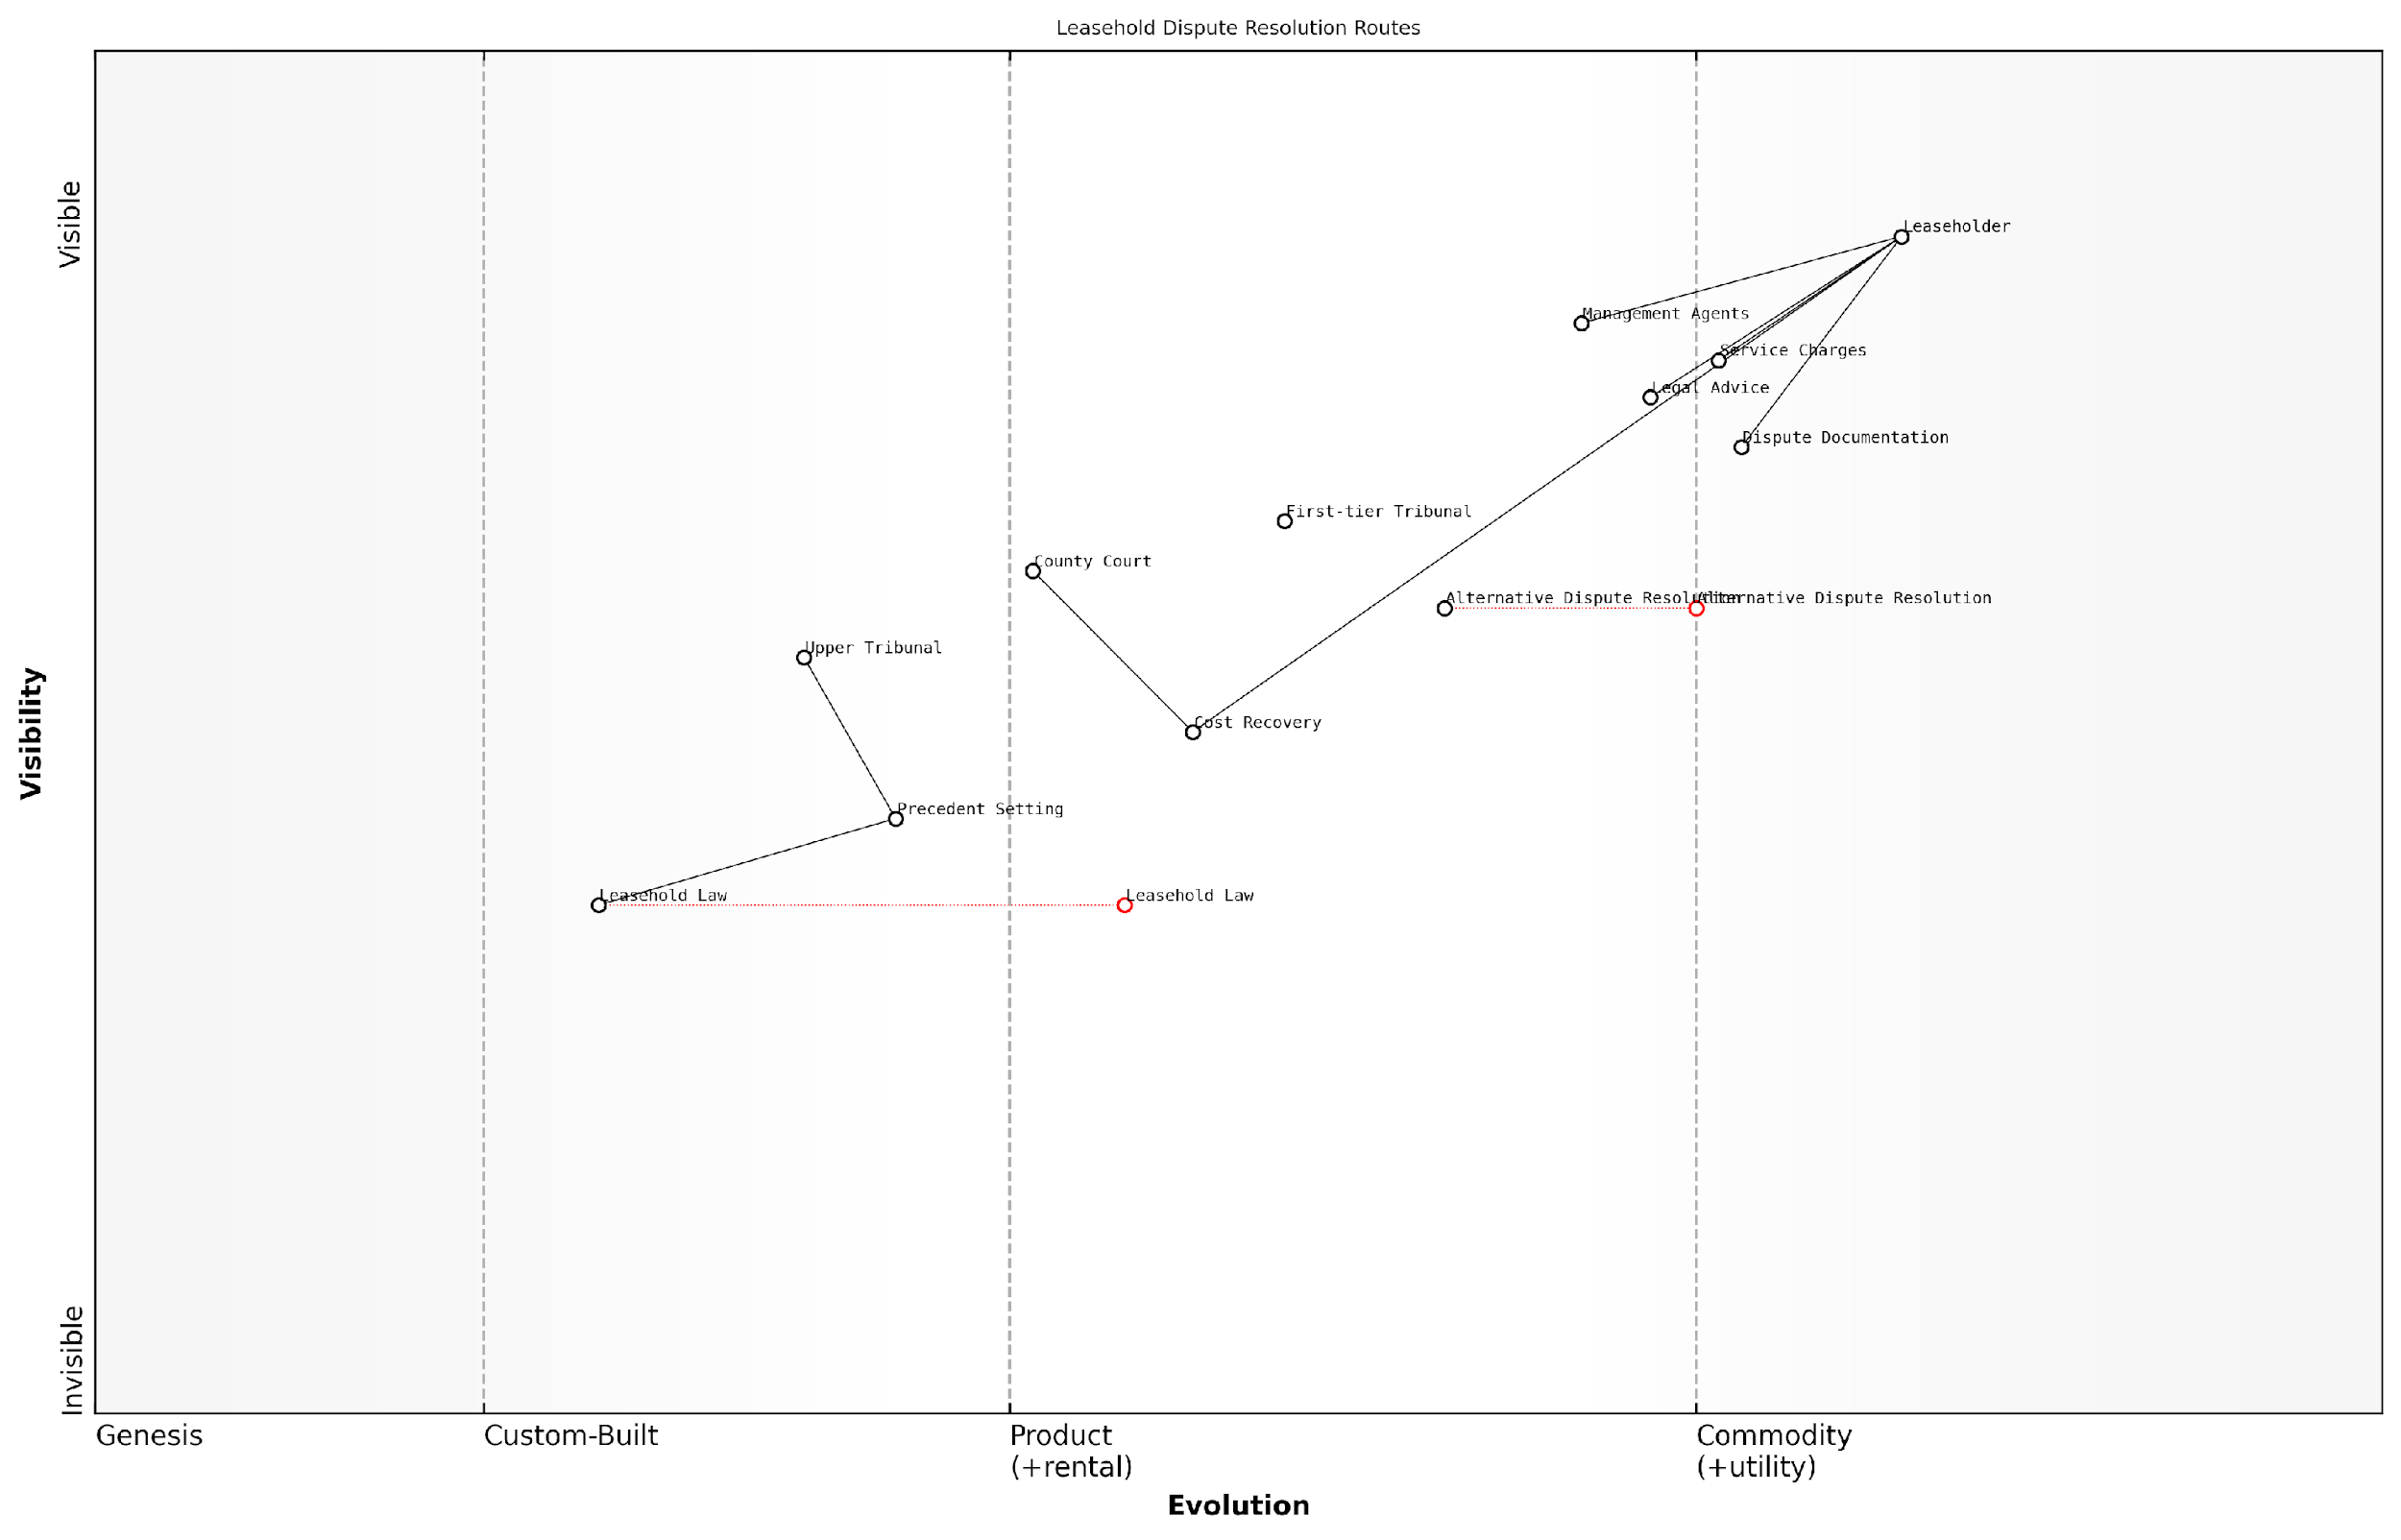 Leasehold Dispute Resolution Routes
Visible
Leaseholder
Management Agents
Service Charges
Legal Advice
Dispute Documentation
First-tier Tribunal
County Court
Alternative Dispute Resolution
Alternative Dispute Resolution
Upper Tribunal
Visibility
Cost Recovery
Precedent Setting
Leasehold Law
Leasehold Law
Invisible
Genesis
Custom-Built
Product
(+rental)
Commodity
(+utility)
Evolution